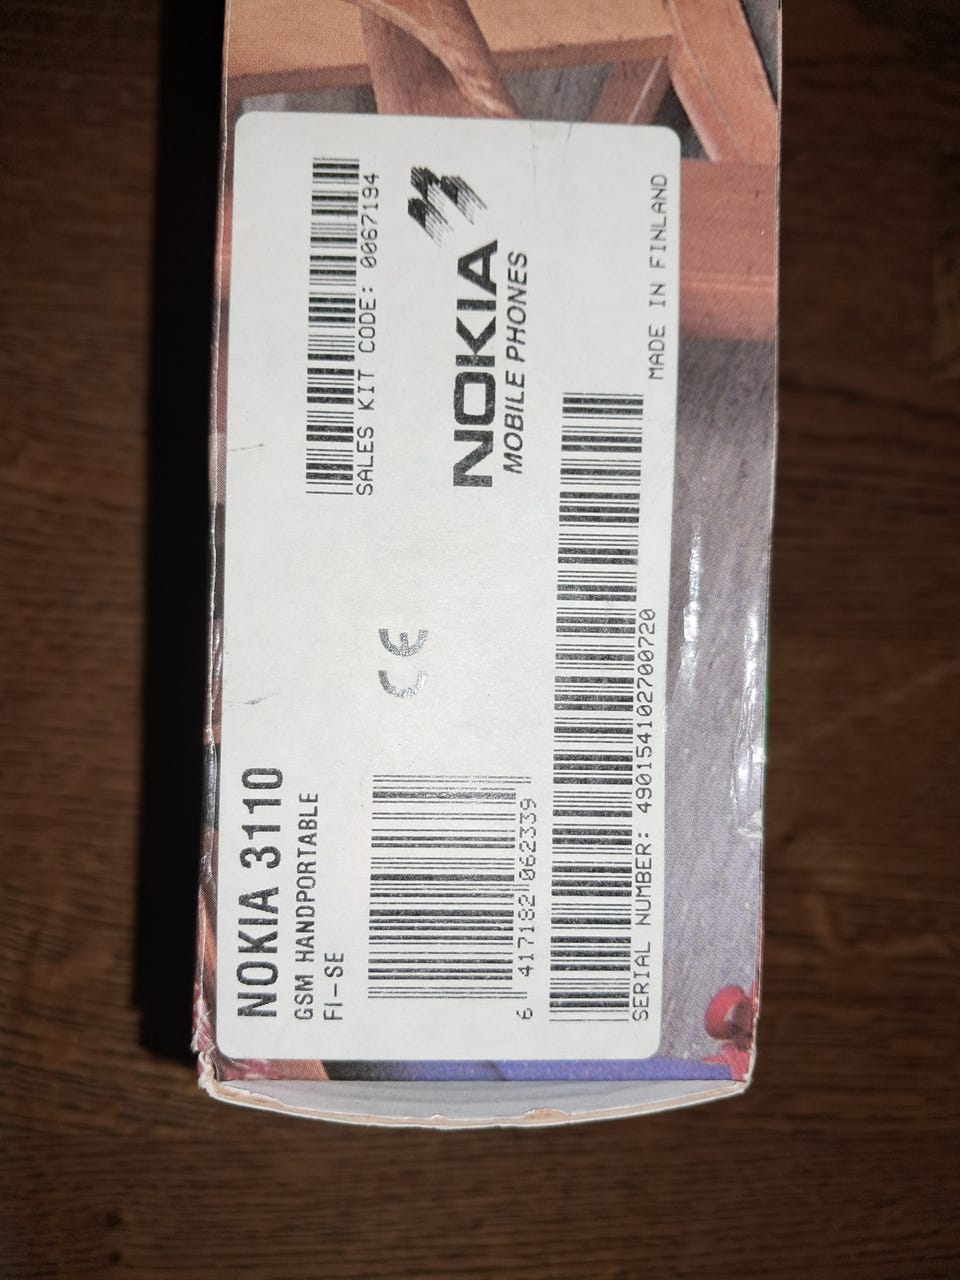 NOKIA 3110
GSM HANDPORTABLE
FI-SE
SALES KIT CODE: 0067194
CE
NOKIA
MOBILE PHONES
6 417182 062339
SERIAL NUMBER: 490154102700720
MADE IN FINLAND